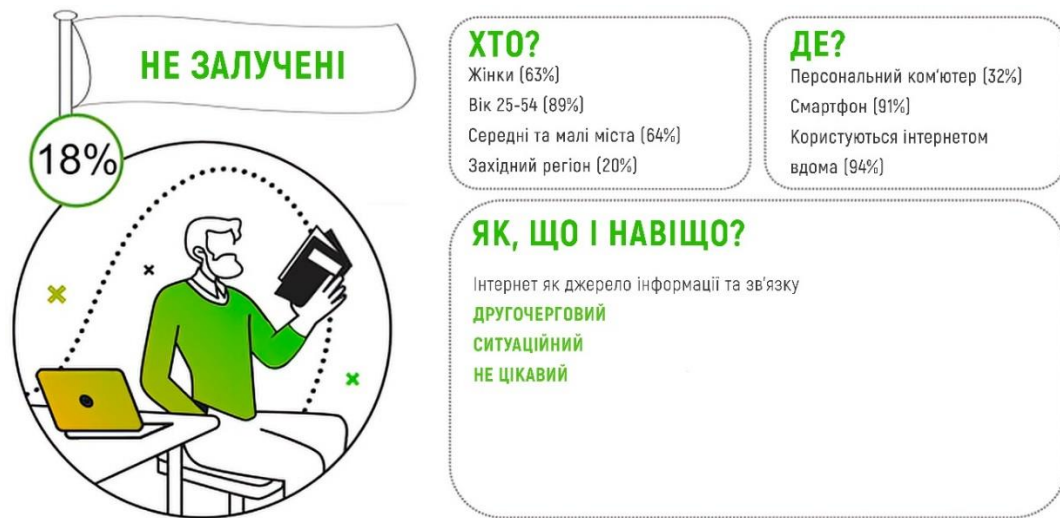 НЕ ЗАЛУЧЕНІ
18%
ХТО?
Жінки (63%)
Вік 25-54 (89%)
Середні та малі міста (64%)
Західний регіон (20%)
ДЕ?
Персональний ком'ютер (32%)
Смартфон (91%)
Користуються інтернетом
вдома (94%)
ЯК, ЩО І НАВІЩО?
Інтернет як джерело інформації та зв'язку
ДРУГОЧЕРГОВИЙ
СИТУАЦІЙНИЙ
НЕ ЦІКАВИЙ